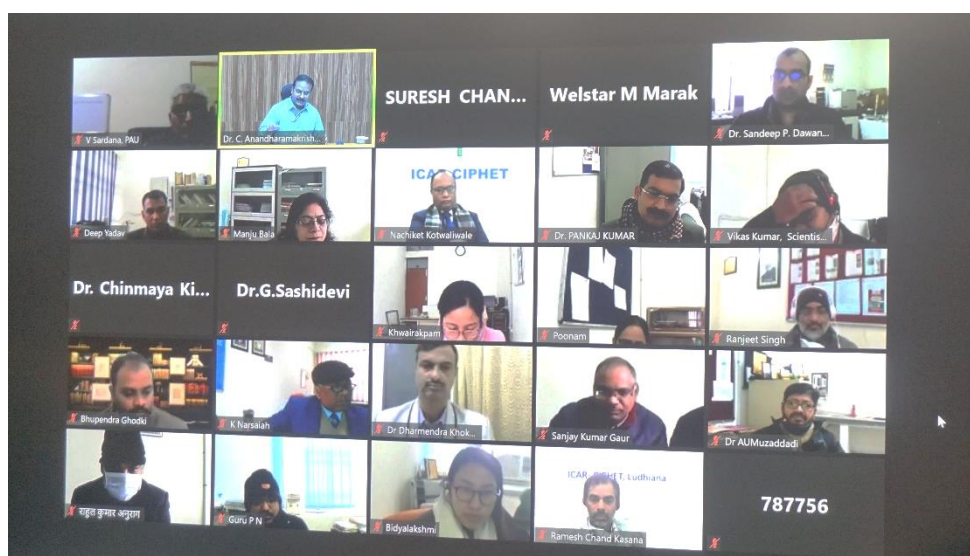 V Sardana, PAU
Dr. C. Anandharamakrish...
SURESH CHAN...
Welstar M Marak
Dr. Sandeep P. Dawan...
Deep Yadav
Manju Bala
ICAR-CIPHET
Nachiket Kotwaliwale
Dr. PANKAJ KUMAR
Vikas Kumar, Scientis...
Dr. Chinmaya Ki...
Dr.G.Sashidevi
Khwairakpam
Poonam
Ranjeet Singh
Bhupendra Ghodki
K Narsaiah
Dr Dharmendra Khok...
Sanjay Kumar Gaur
Dr AUMuzaddadi
राहुल कुमार अनुराग
Guru P N
Bidyalakshmi
ICAR-CIPHET, Ludhiana
Ramesh Chand Kasana
787756